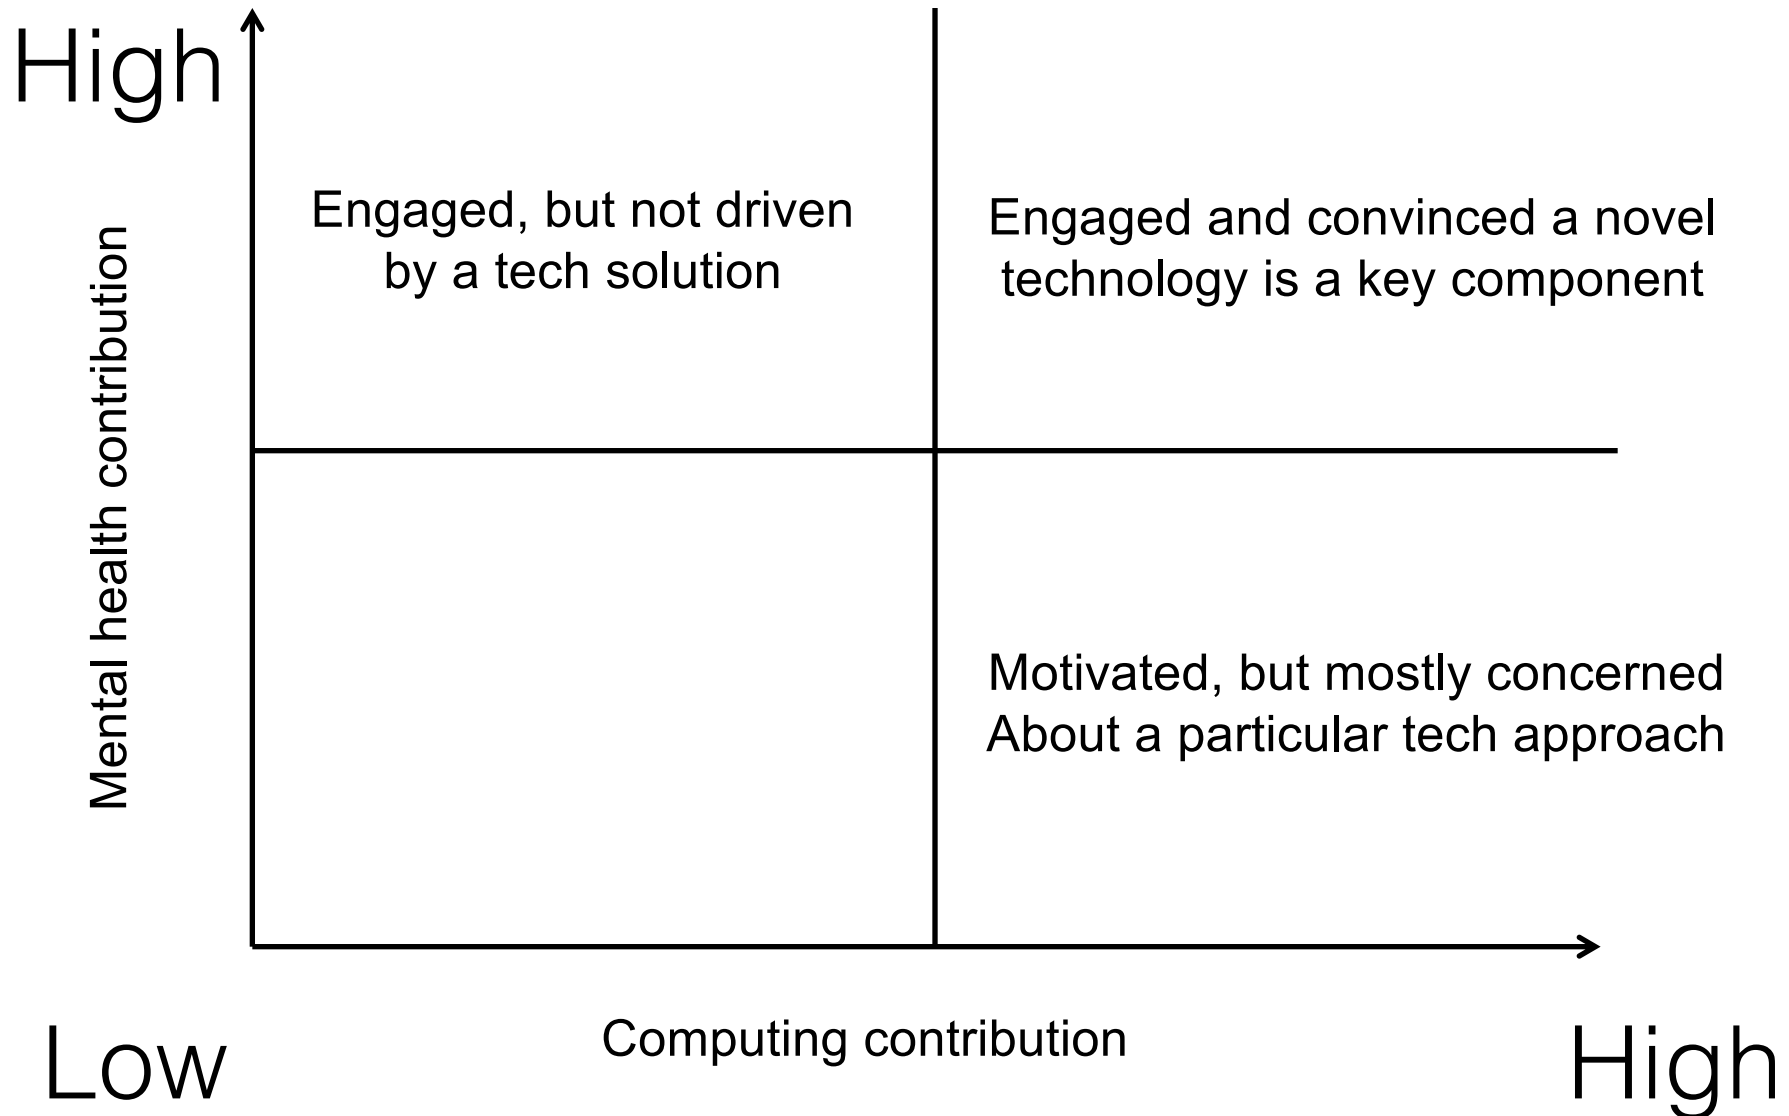 High
Engaged, but not driven
by a tech solution
Engaged and convinced a novel
technology is a key component
Mental health contribution
Motivated, but mostly concerned
About a particular tech approach
Low
Computing contribution
High